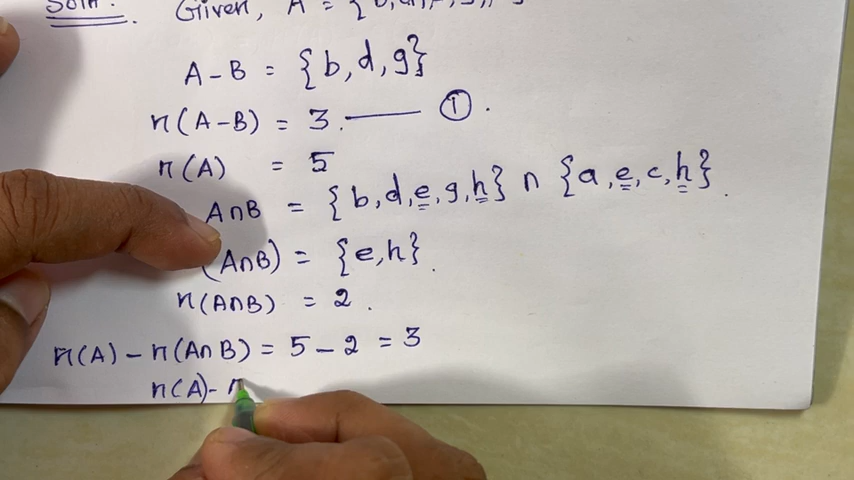 Soln: Given, A = {b, d,
A - B = {b, d, g}
n(A - B) = 3. —— ①.
n(A) = 5
A∩B = {b, d, e, g, h} ∩ {a, e, c, h}.
(A∩B) = {e, h}.
n(A∩B) = 2.
n(A) - n(A∩B) = 5 - 2 = 3
n(A) - n